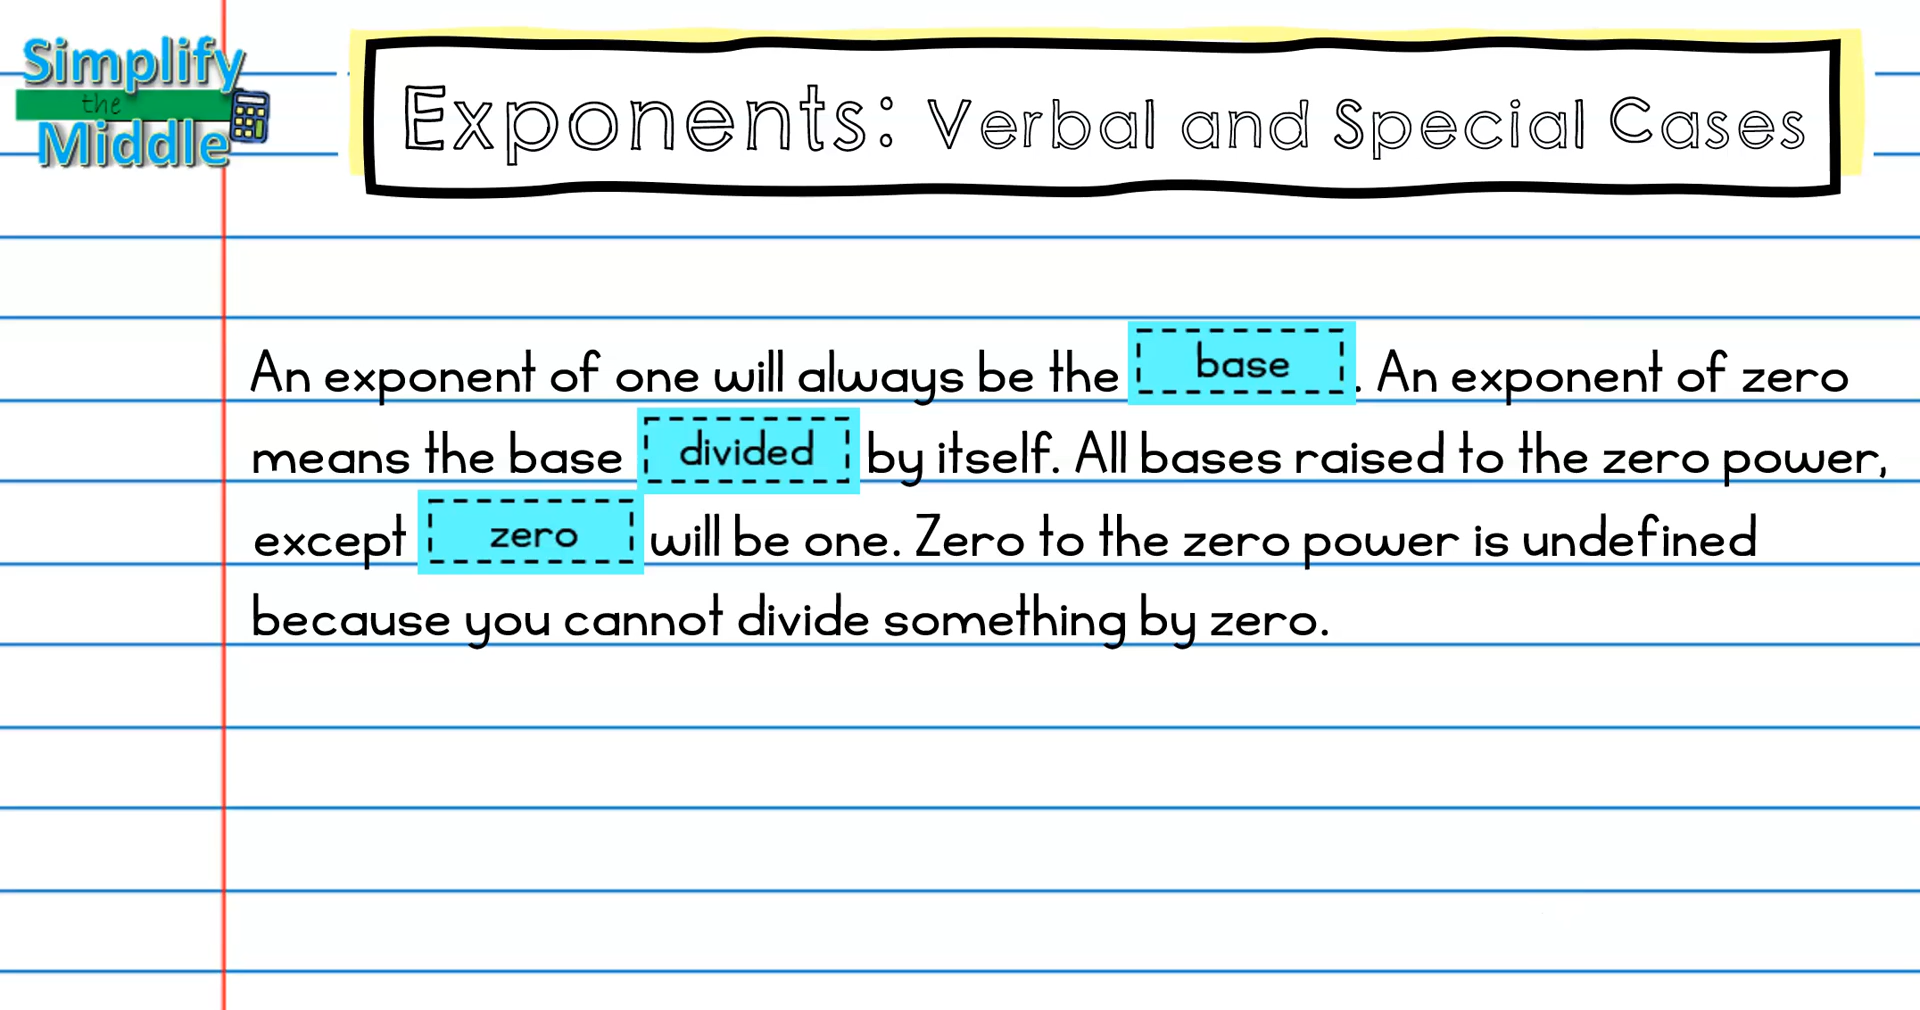 Simplify
the
Middle
Exponents: Verbal and Special Cases
An exponent of one will always be the base. An exponent of zero
means the base divided by itself. All bases raised to the zero power,
except zero will be one. Zero to the zero power is undefined
because you cannot divide something by zero.